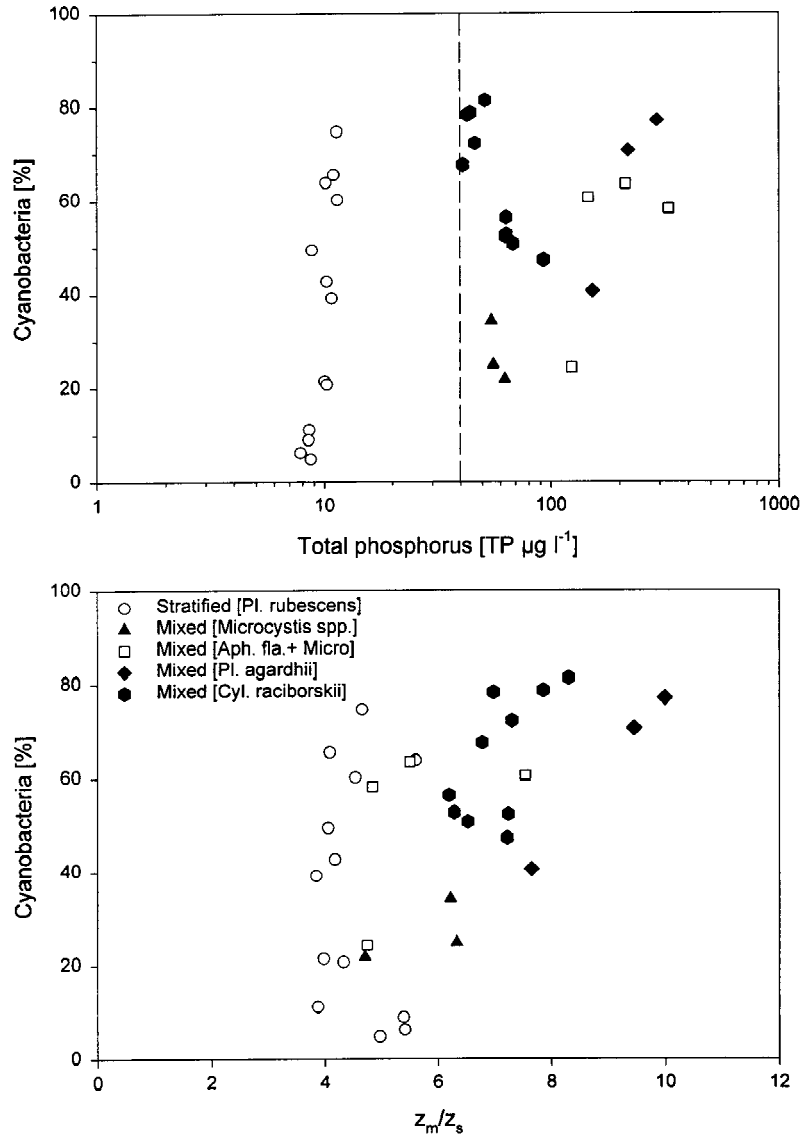 100
80
60
40
20
0
Cyanobacteria [%]
1 10 100 1000
Total phosphorus [TP µg l-1]
100
80
60
40
20
0
Cyanobacteria [%]
Stratified [Pl. rubescens]
Mixed [Microcystis spp.]
Mixed [Aph. fla.+ Micro]
Mixed [Pl. agardhii]
Mixed [Cyl. raciborskii]
0 2 4 6 8 10 12
zm/zs